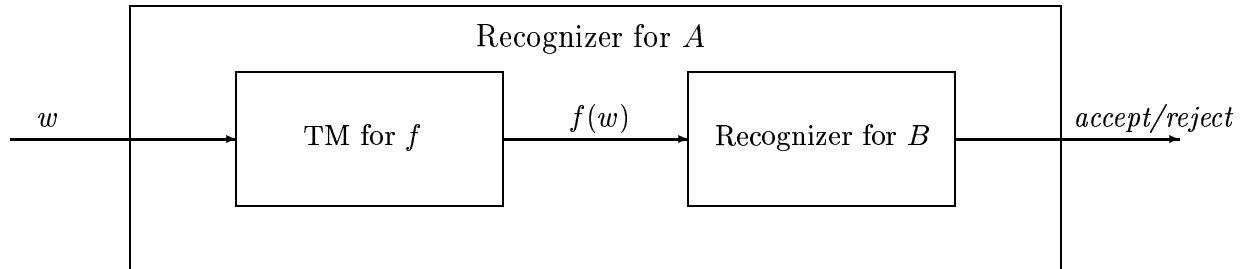 Recognizer for A
w
TM for f
f(w)
Recognizer for B
accept/reject